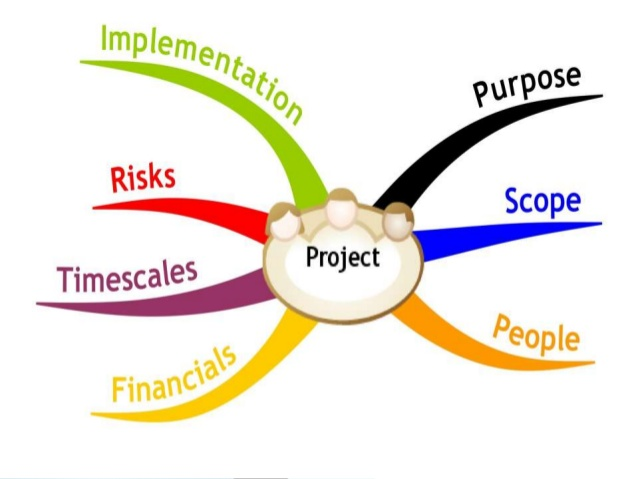 Implementation
Purpose
Risks
Scope
Project
Timescales
People
Financials